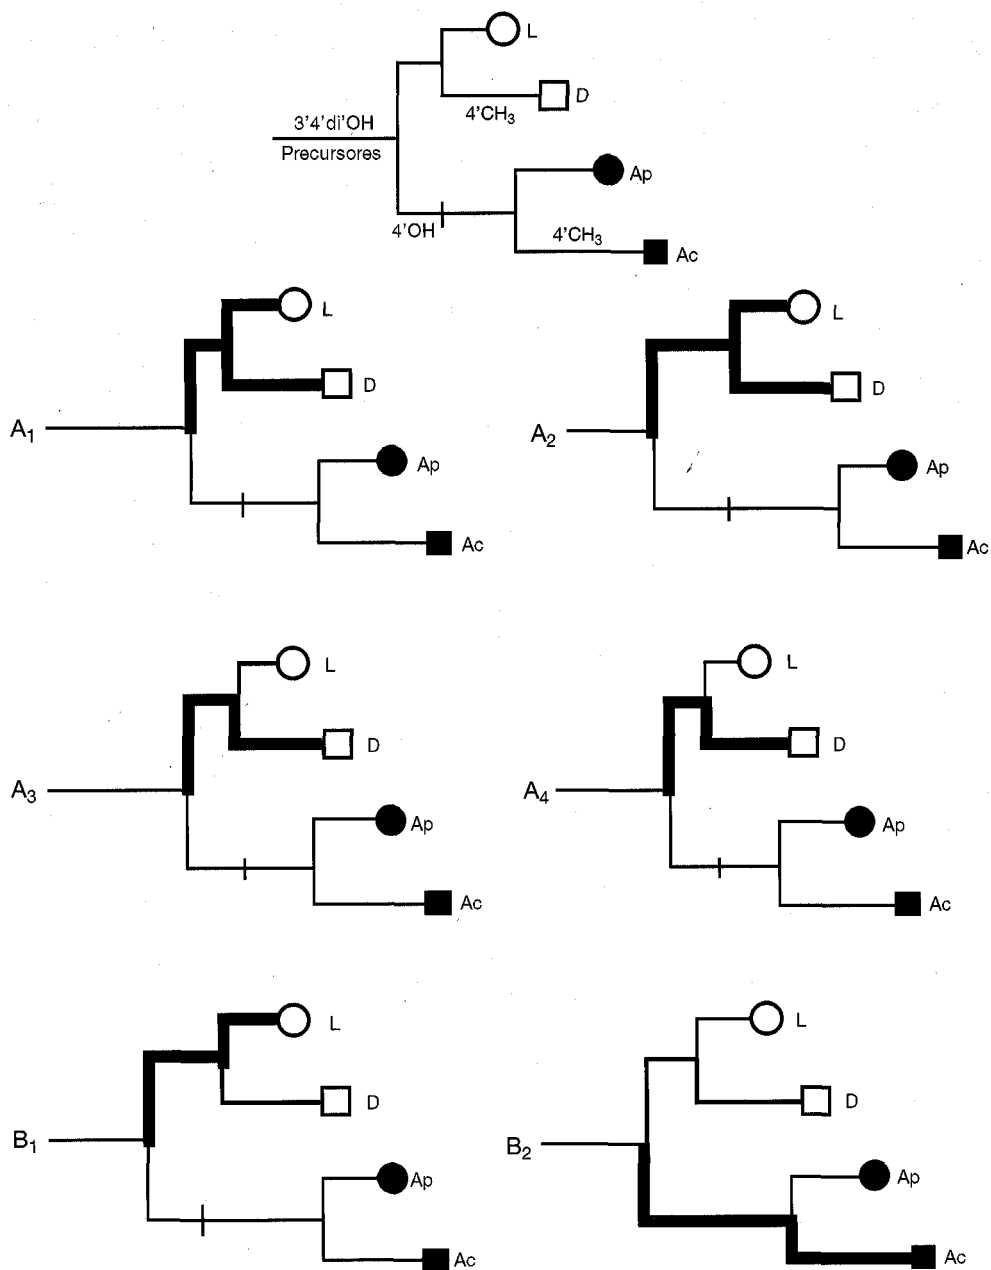 L
D
4'CH₃
3'4'di'OH
Precursores
Ap
4'OH
4'CH₃
Ac
L
D
A₁
Ap
Ac
L
D
A₂
Ap
Ac
L
D
A₃
Ap
Ac
L
D
A₄
Ap
Ac
L
D
B₁
Ap
Ac
L
D
B₂
Ap
Ac